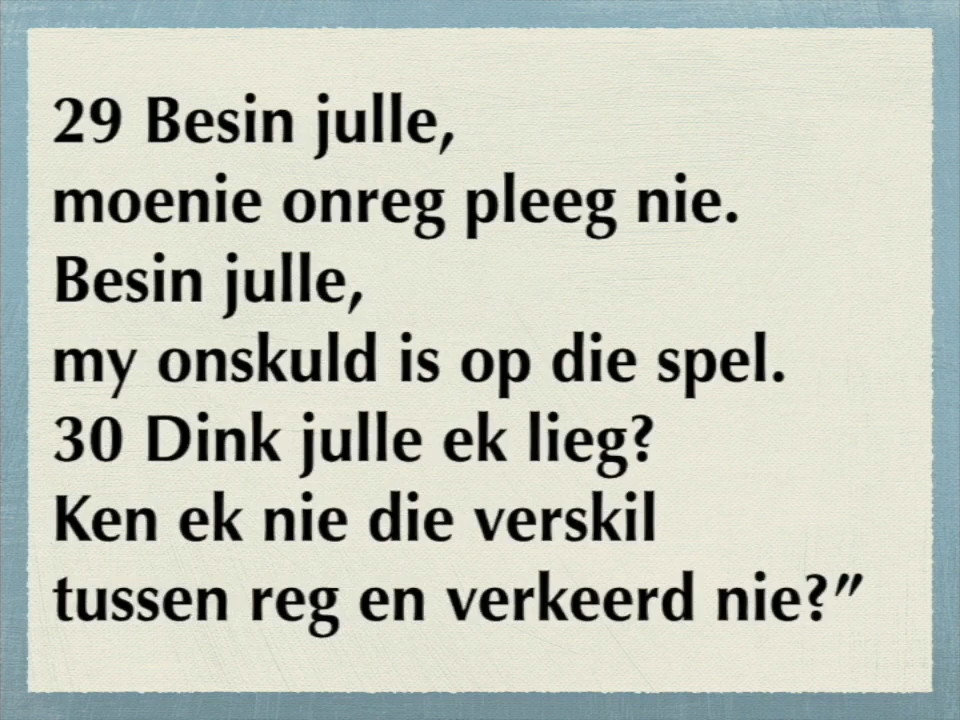 29 Besin julle,
moenie onreg pleeg nie.
Besin julle,
my onskuld is op die spel.
30 Dink julle ek lieg?
Ken ek nie die verskil
tussen reg en verkeerd nie?”